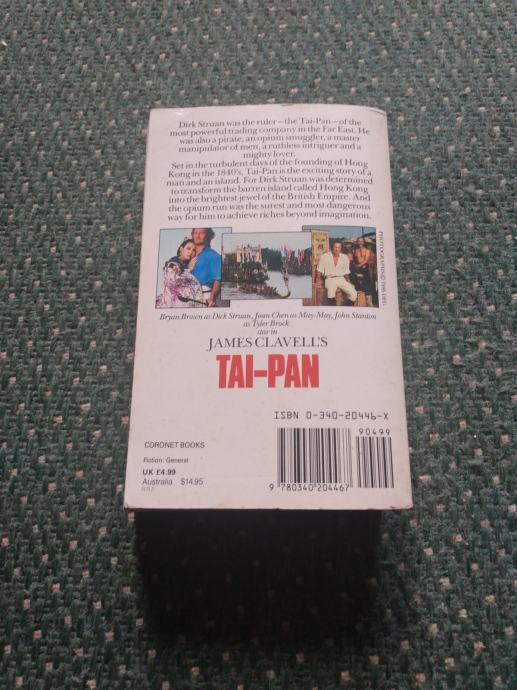 Dirk Struan was the ruler – the Tai-Pan – of the
most powerful trading company in the Far East. He
was also a pirate, an opium smuggler, a master
manipulator of men, a ruthless intriguer and a
mighty lover.
Set in the turbulent days of the founding of Hong
Kong in the 1840's, Tai-Pan is the exciting story of a
man and an island. For Dirk Struan was determined
to transform the barren island called Hong Kong
into the brightest jewel of the British Empire. And
the opium run was the surest and most dangerous
way for him to achieve riches beyond imagination.
PHOTOGRAPHS © 1986 DEG
Bryan Brown as Dick Struan, Joan Chen as May-May, John Stanton
as Tyler Brock
star in
JAMES CLAVELL'S
TAI-PAN
ISBN 0-340-20446-X
90499
9 780340 204467
CORONET BOOKS
Fiction: General
UK £4.99
Australia $14.95